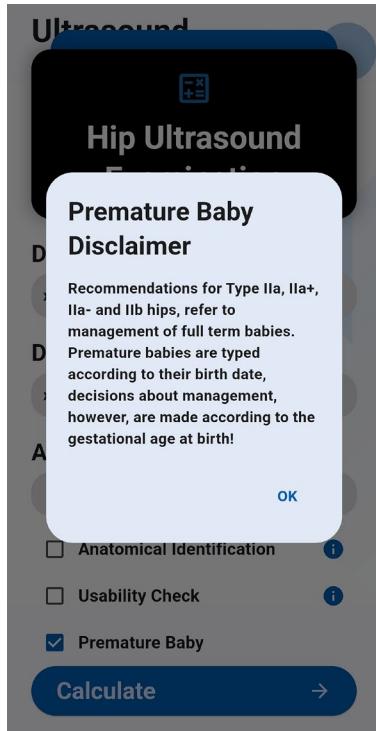 Ultrasound
Hip Ultrasound
Premature Baby
Disclaimer
Recommendations for Type IIa, IIa+,
IIa- and IIb hips, refer to
management of full term babies.
Premature babies are typed
according to their birth date,
decisions about management,
however, are made according to the
gestational age at birth!
OK
Anatomical Identification
Usability Check
Premature Baby
Calculate